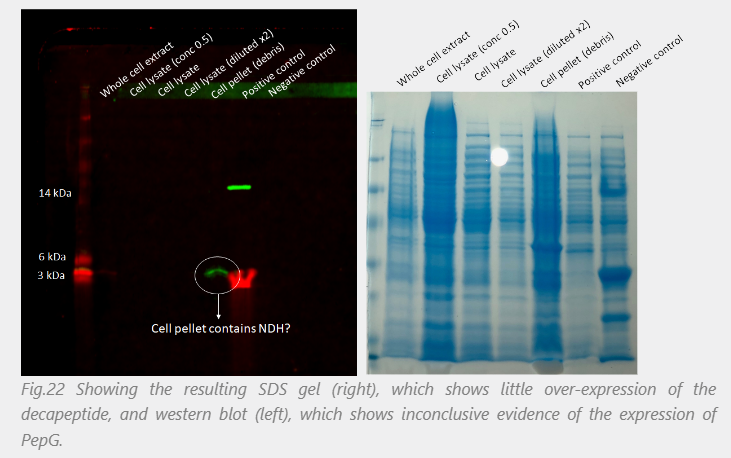 Whole cell extract
Cell lysate (conc 0.5)
Cell lysate
Cell lysate (diluted x2)
Cell pellet (debris)
Positive control
Negative control
14 kDa
6 kDa
3 kDa
Cell pellet contains NDH?
Whole cell extract
Cell lysate (conc 0.5)
Cell lysate
Cell lysate (diluted x2)
Cell pellet (debris)
Positive control
Negative control
Fig.22 Showing the resulting SDS gel (right), which shows little over-expression of the
decapeptide, and western blot (left), which shows inconclusive evidence of the expression of
PepG.